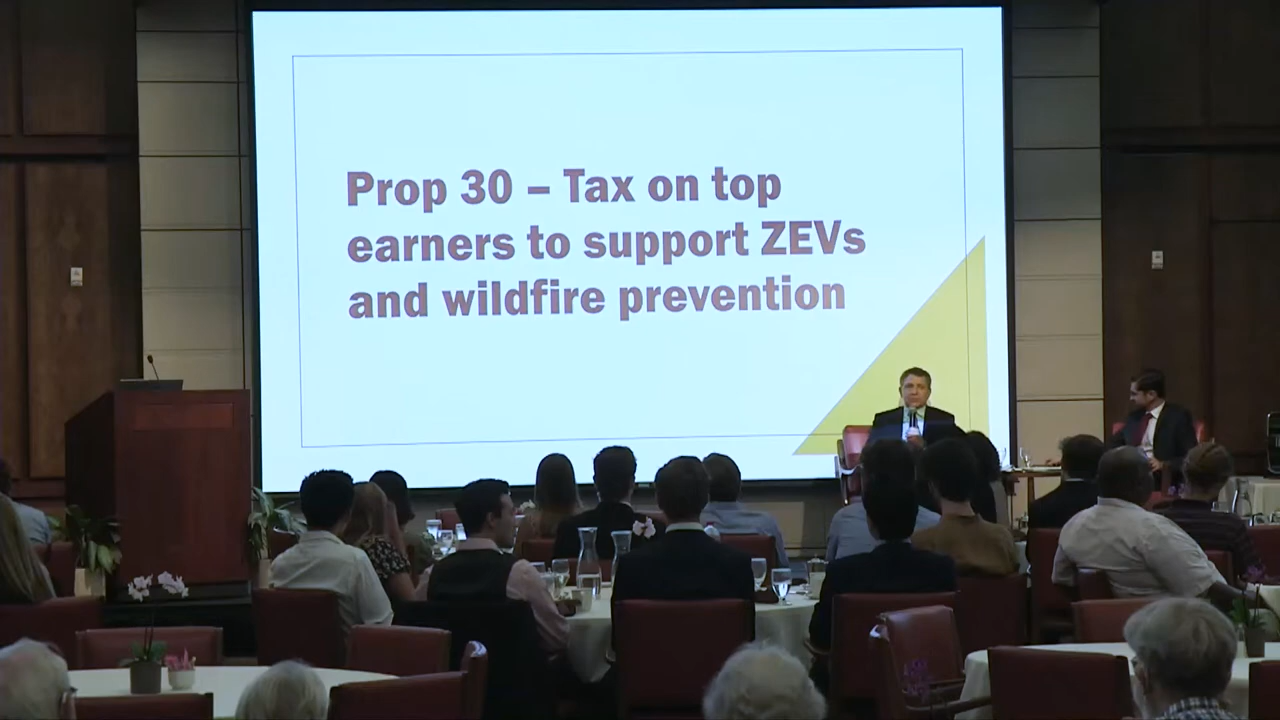 Prop 30 – Tax on top
earners to support ZEVs
and wildfire prevention